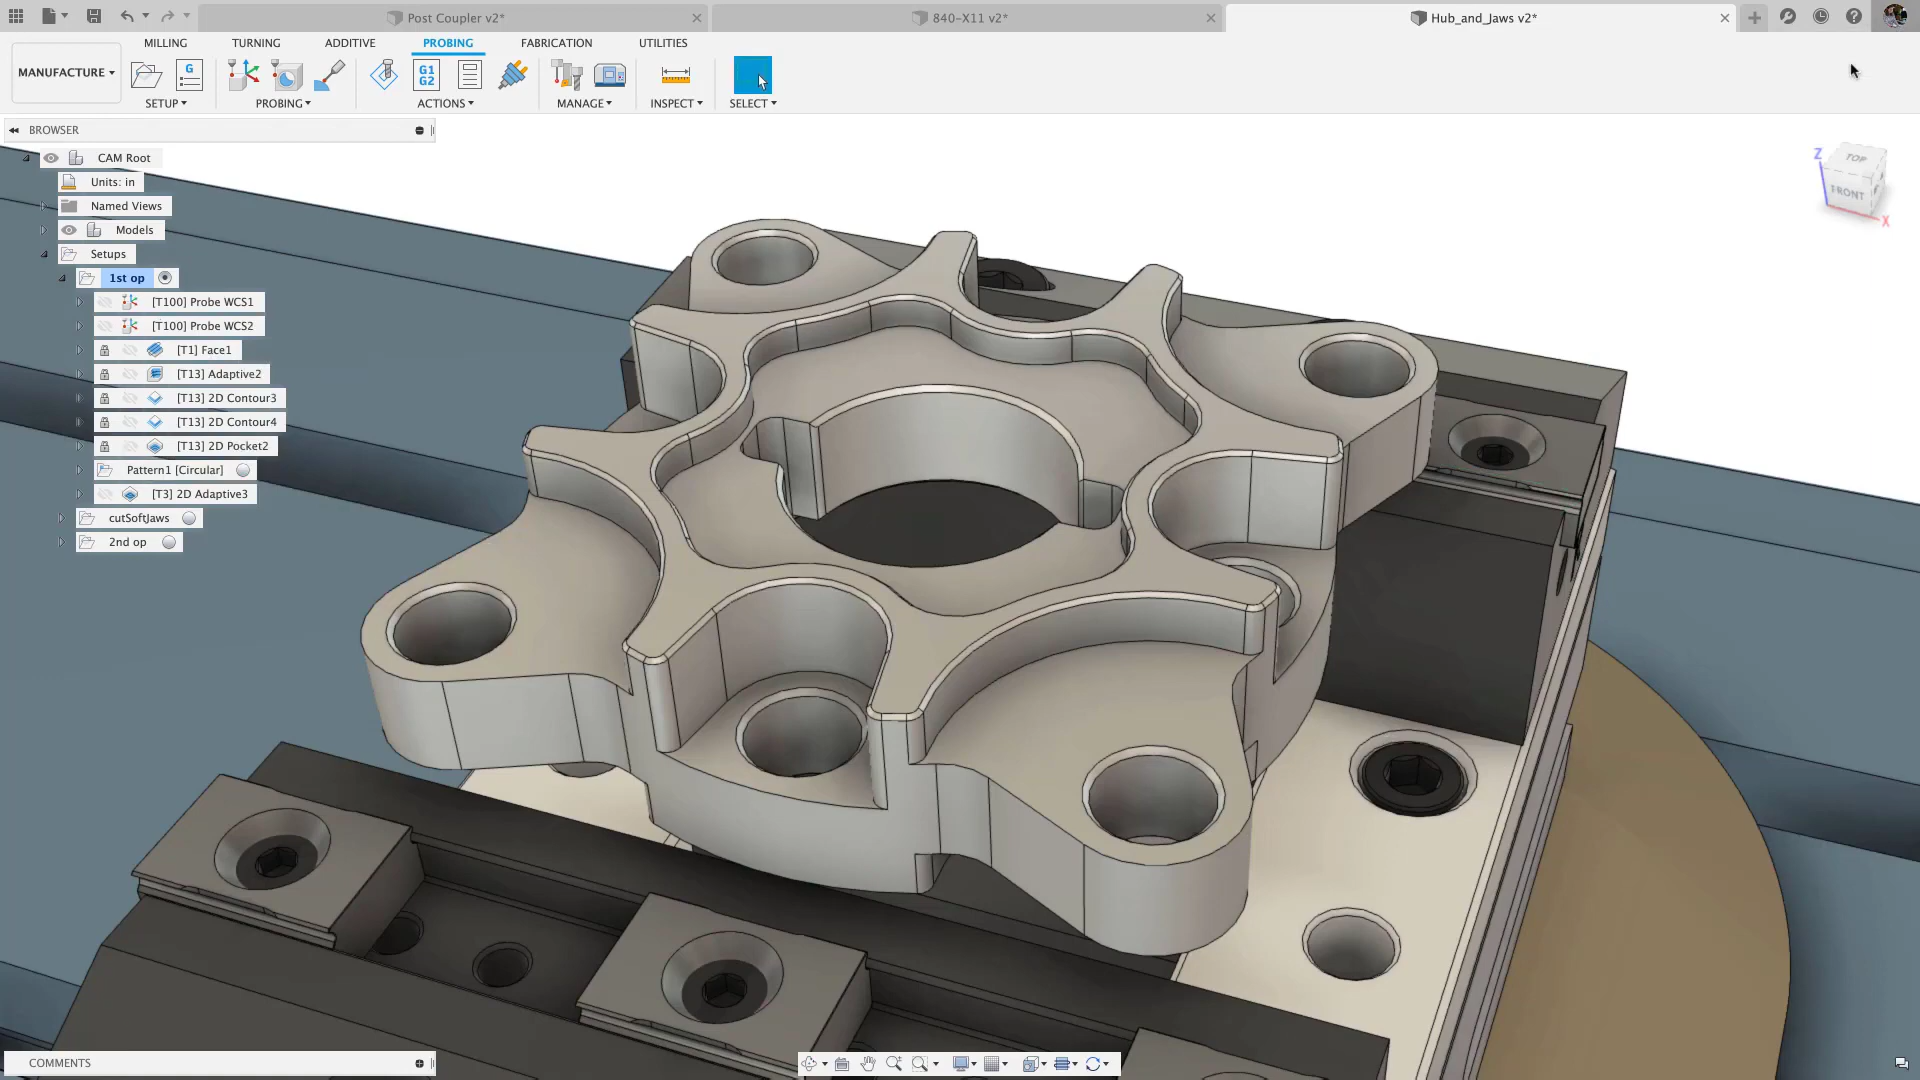 Post Coupler v2*
840-X11 v2*
Hub_and_Jaws v2*
MILLING
TURNING
ADDITIVE
PROBING
FABRICATION
UTILITIES
MANUFACTURE
G
G1
G2
SETUP
PROBING
ACTIONS
MANAGE
INSPECT
SELECT
BROWSER
CAM Root
Units: in
Named Views
Models
Setups
1st op
[T100] Probe WCS1
[T100] Probe WCS2
[T1] Face1
[T13] Adaptive2
[T13] 2D Contour3
[T13] 2D Contour4
[T13] 2D Pocket2
Pattern1 [Circular]
[T3] 2D Adaptive3
cutSoftJaws
2nd op
Z
TOP
FRONT
X
COMMENTS